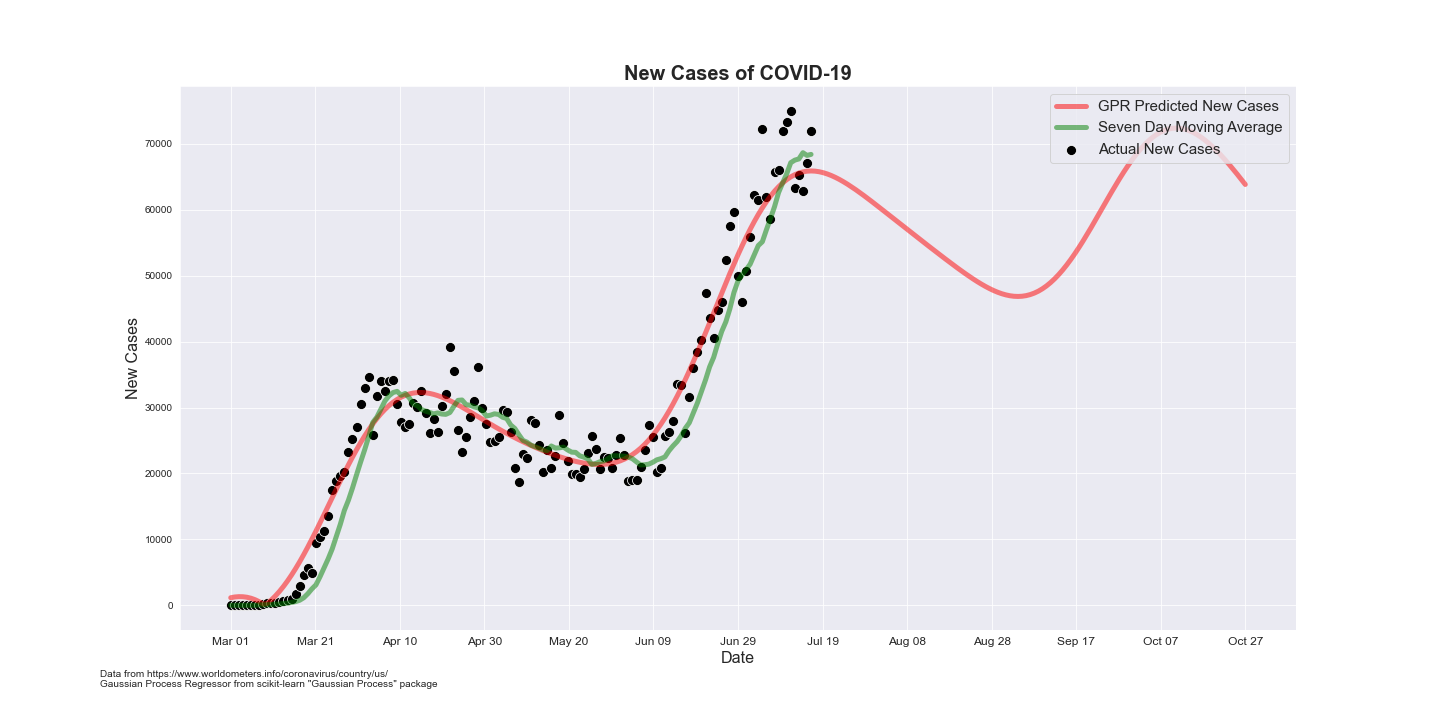 New Cases of COVID-19
GPR Predicted New Cases
Seven Day Moving Average
Actual New Cases
New Cases
70000
60000
50000
40000
30000
20000
10000
0
Mar 01 Mar 21 Apr 10 Apr 30 May 20 Jun 09 Jun 29 Jul 19 Aug 08 Aug 28 Sep 17 Oct 07 Oct 27
Date
Data from https://www.worldometers.info/coronavirus/country/us/
Gaussian Process Regressor from scikit-learn "Gaussian Process" package